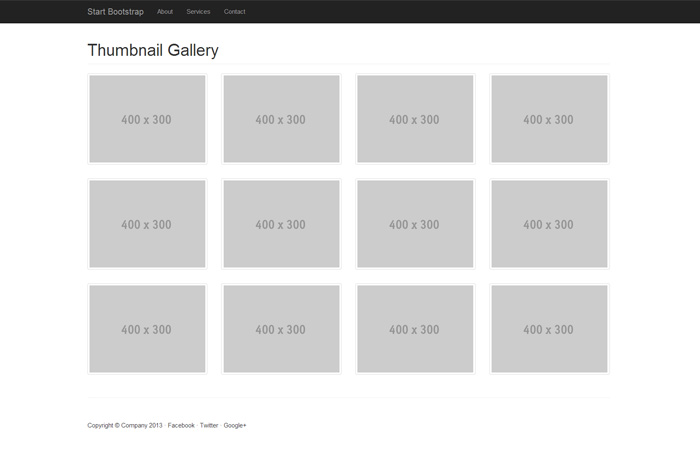 Start Bootstrap About Services Contact
Thumbnail Gallery
400 x 300 400 x 300 400 x 300 400 x 300
400 x 300 400 x 300 400 x 300 400 x 300
400 x 300 400 x 300 400 x 300 400 x 300
Copyright © Company 2013 · Facebook · Twitter · Google+